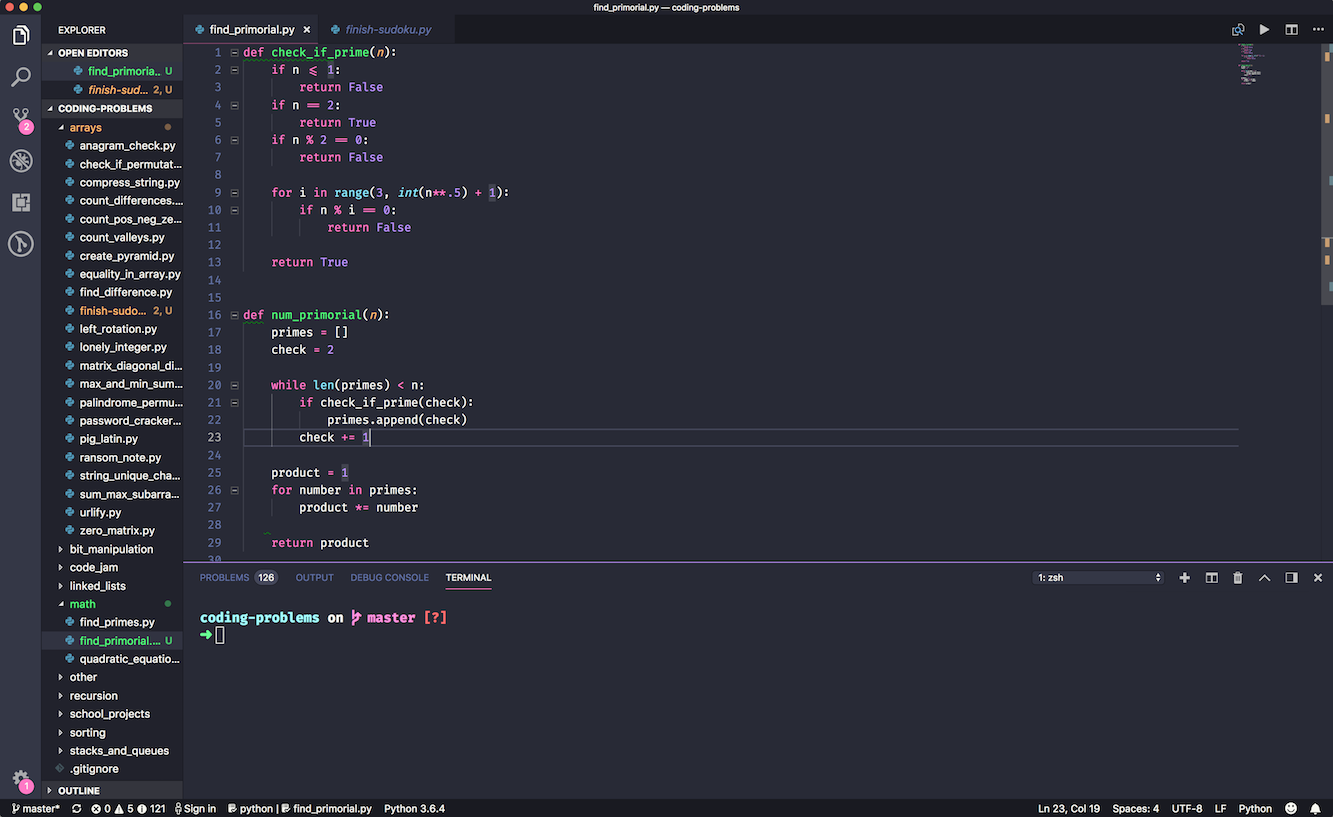 find_primorial.py — coding-problems
EXPLORER
OPEN EDITORS
find_primoria... U
finish-sud... 2, U
CODING-PROBLEMS
arrays
anagram_check.py
check_if_permutat...
compress_string.py
count_differences....
count_pos_neg_ze...
count_valleys.py
create_pyramid.py
equality_in_array.py
find_difference.py
finish-sudo... 2, U
left_rotation.py
lonely_integer.py
matrix_diagonal_di...
max_and_min_sum...
palindrome_permu...
password_cracker...
pig_latin.py
ransom_note.py
string_unique_cha...
sum_max_subarra...
urlify.py
zero_matrix.py
bit_manipulation
code_jam
linked_lists
math
find_primes.py
find_primorial.... U
quadratic_equatio...
other
recursion
school_projects
sorting
stacks_and_queues
.gitignore
OUTLINE
2
1
find_primorial.py × finish-sudoku.py
1 def check_if_prime(n):
2     if n ⩽ 1:
3         return False
4     if n == 2:
5         return True
6     if n % 2 == 0:
7         return False
8
9     for i in range(3, int(n**.5) + 1):
10         if n % i == 0:
11             return False
12
13     return True
14
15
16 def num_primorial(n):
17     primes = []
18     check = 2
19
20     while len(primes) < n:
21         if check_if_prime(check):
22             primes.append(check)
23         check += 1
24
25     product = 1
26     for number in primes:
27         product *= number
28
29     return product
30
PROBLEMS 126 OUTPUT DEBUG CONSOLE TERMINAL 1: zsh
coding-problems on master [?]
➜
master* 0 5 121 Sign in python | find_primorial.py Python 3.6.4 Ln 23, Col 19 Spaces: 4 UTF-8 LF Python